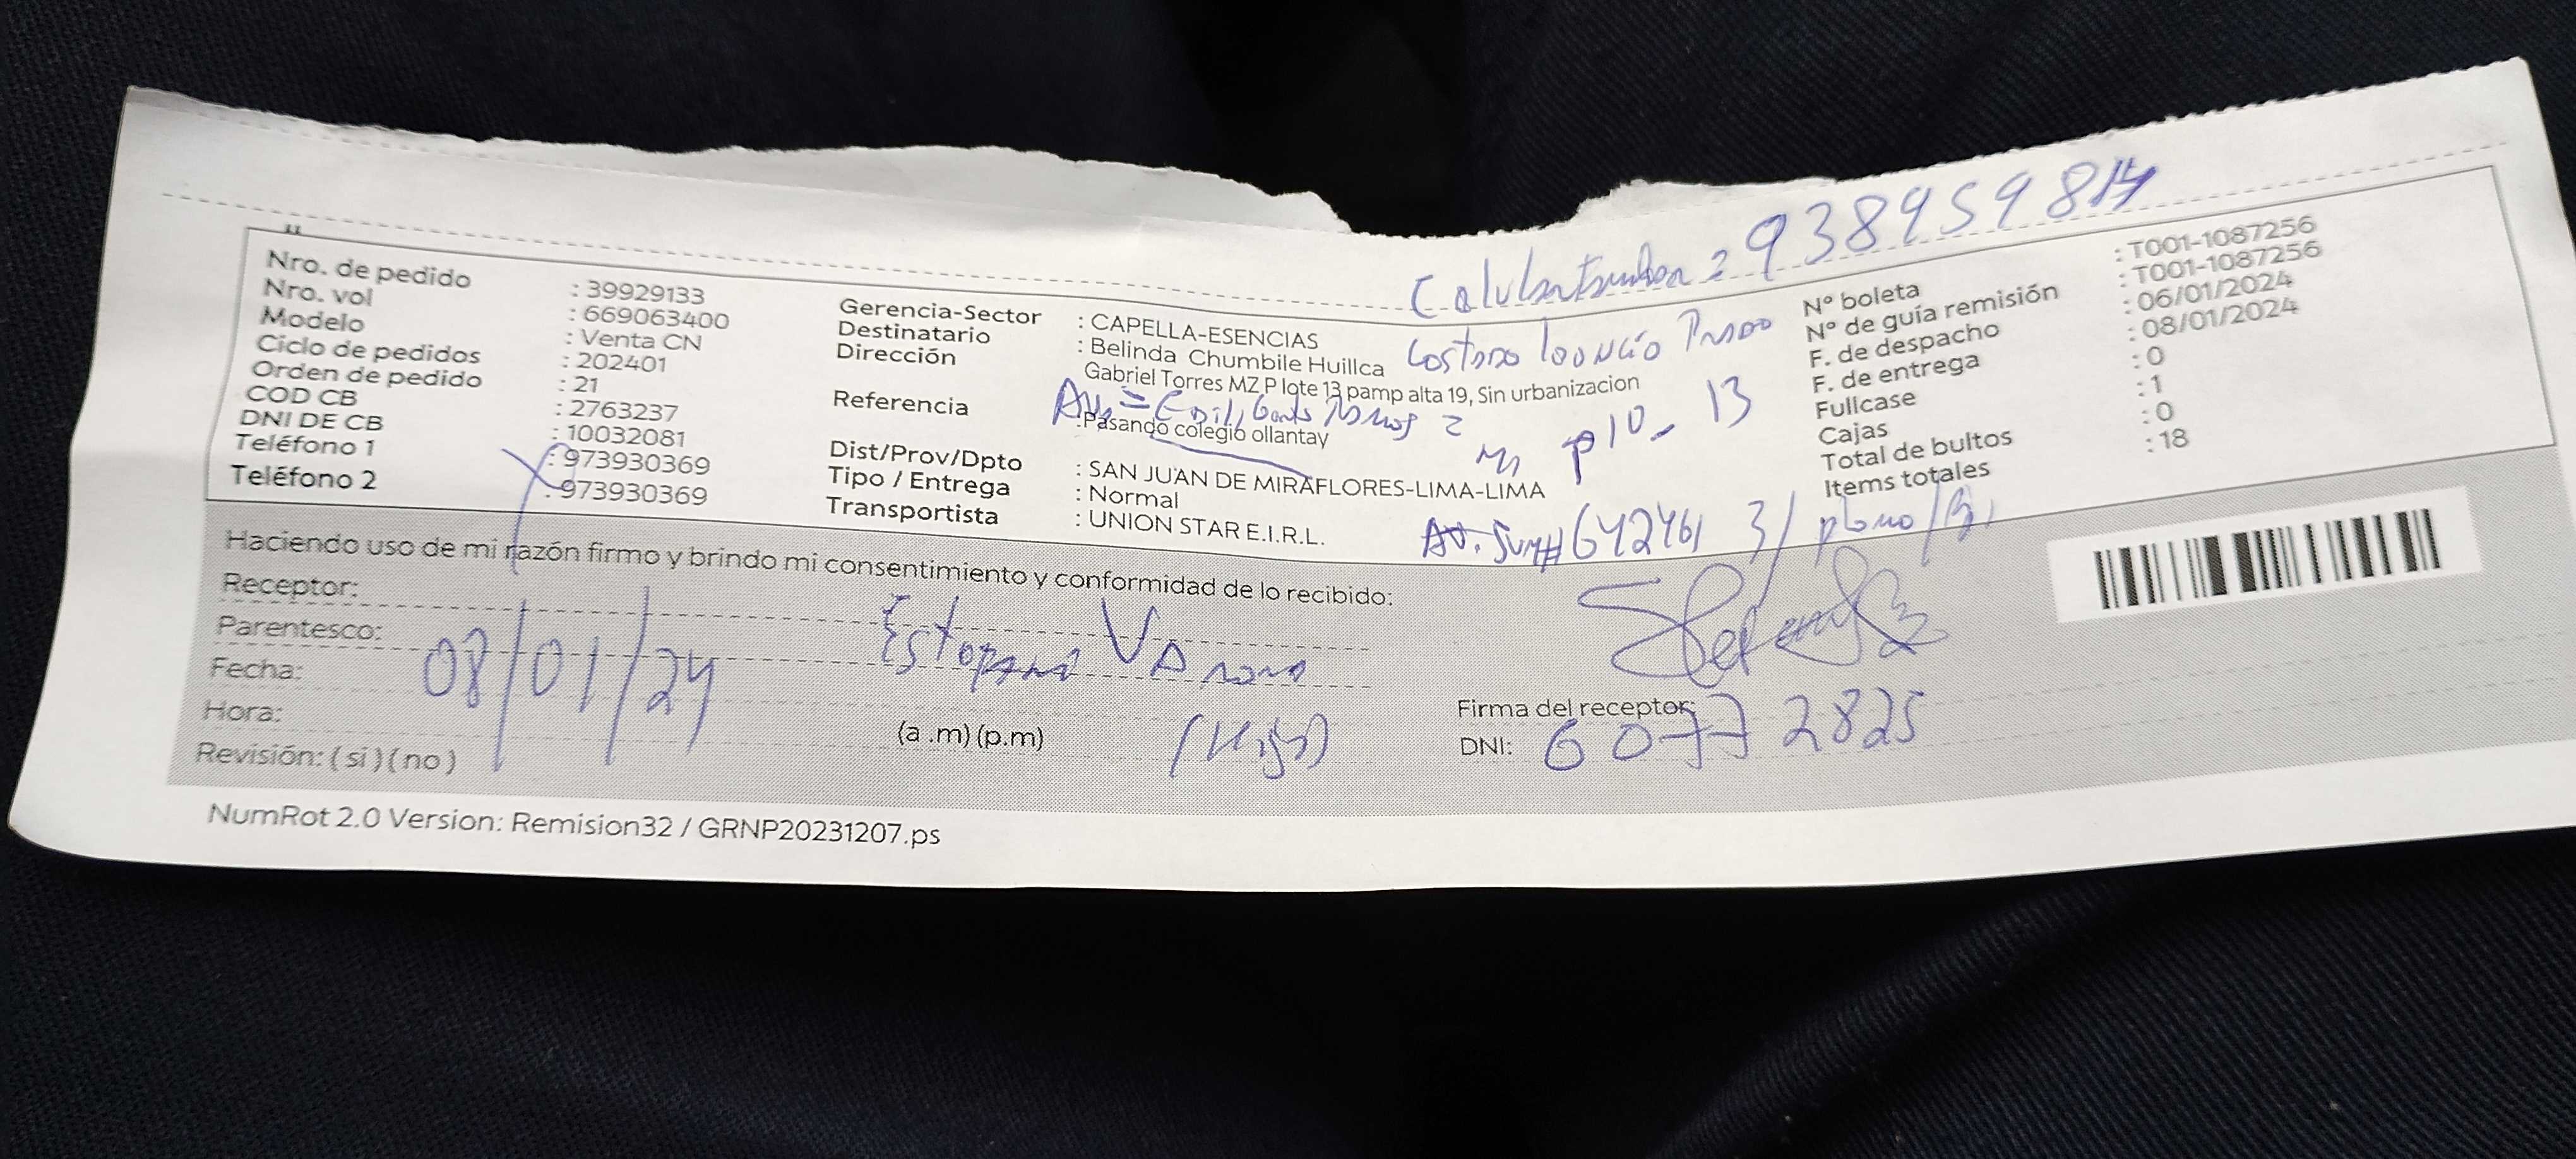 938959814
Nro. de pedido : 39929133
Nro. vol : 669063400
Modelo : Venta CN
Ciclo de pedidos : 202401
Orden de pedido : 21
COD CB : 2763237
DNI DE CB : 10032081
Teléfono 1 : 973930369
Teléfono 2 : 973930369
Gerencia-Sector : CAPELLA-ESENCIAS
Destinatario : Belinda Chumbile Huillca
Dirección Gabriel Torres MZ P lote 13 pamp alta 19, Sin urbanizacion
Referencia :Pasando colegio ollantay
Dist/Prov/Dpto : SAN JUAN DE MIRAFLORES-LIMA-LIMA
Tipo / Entrega : Normal
Transportista : UNION STAR E.I.R.L.
N° boleta : T001-1087256
N° de guía remisión : T001-1087256
F. de despacho : 06/01/2024
F. de entrega : 08/01/2024
Fullcase : 0
Cajas : 1
Total de bultos : 0
Items totales : 18
13
Haciendo uso de mi razón firmo y brindo mi consentimiento y conformidad de lo recibido:
Receptor:
Parentesco:
Fecha: 08/01/24
Hora: (a .m) (p.m)
Revisión: ( si ) ( no )
Firma del receptor:
DNI: 60772825
NumRot 2.0 Version: Remision32 / GRNP20231207.ps